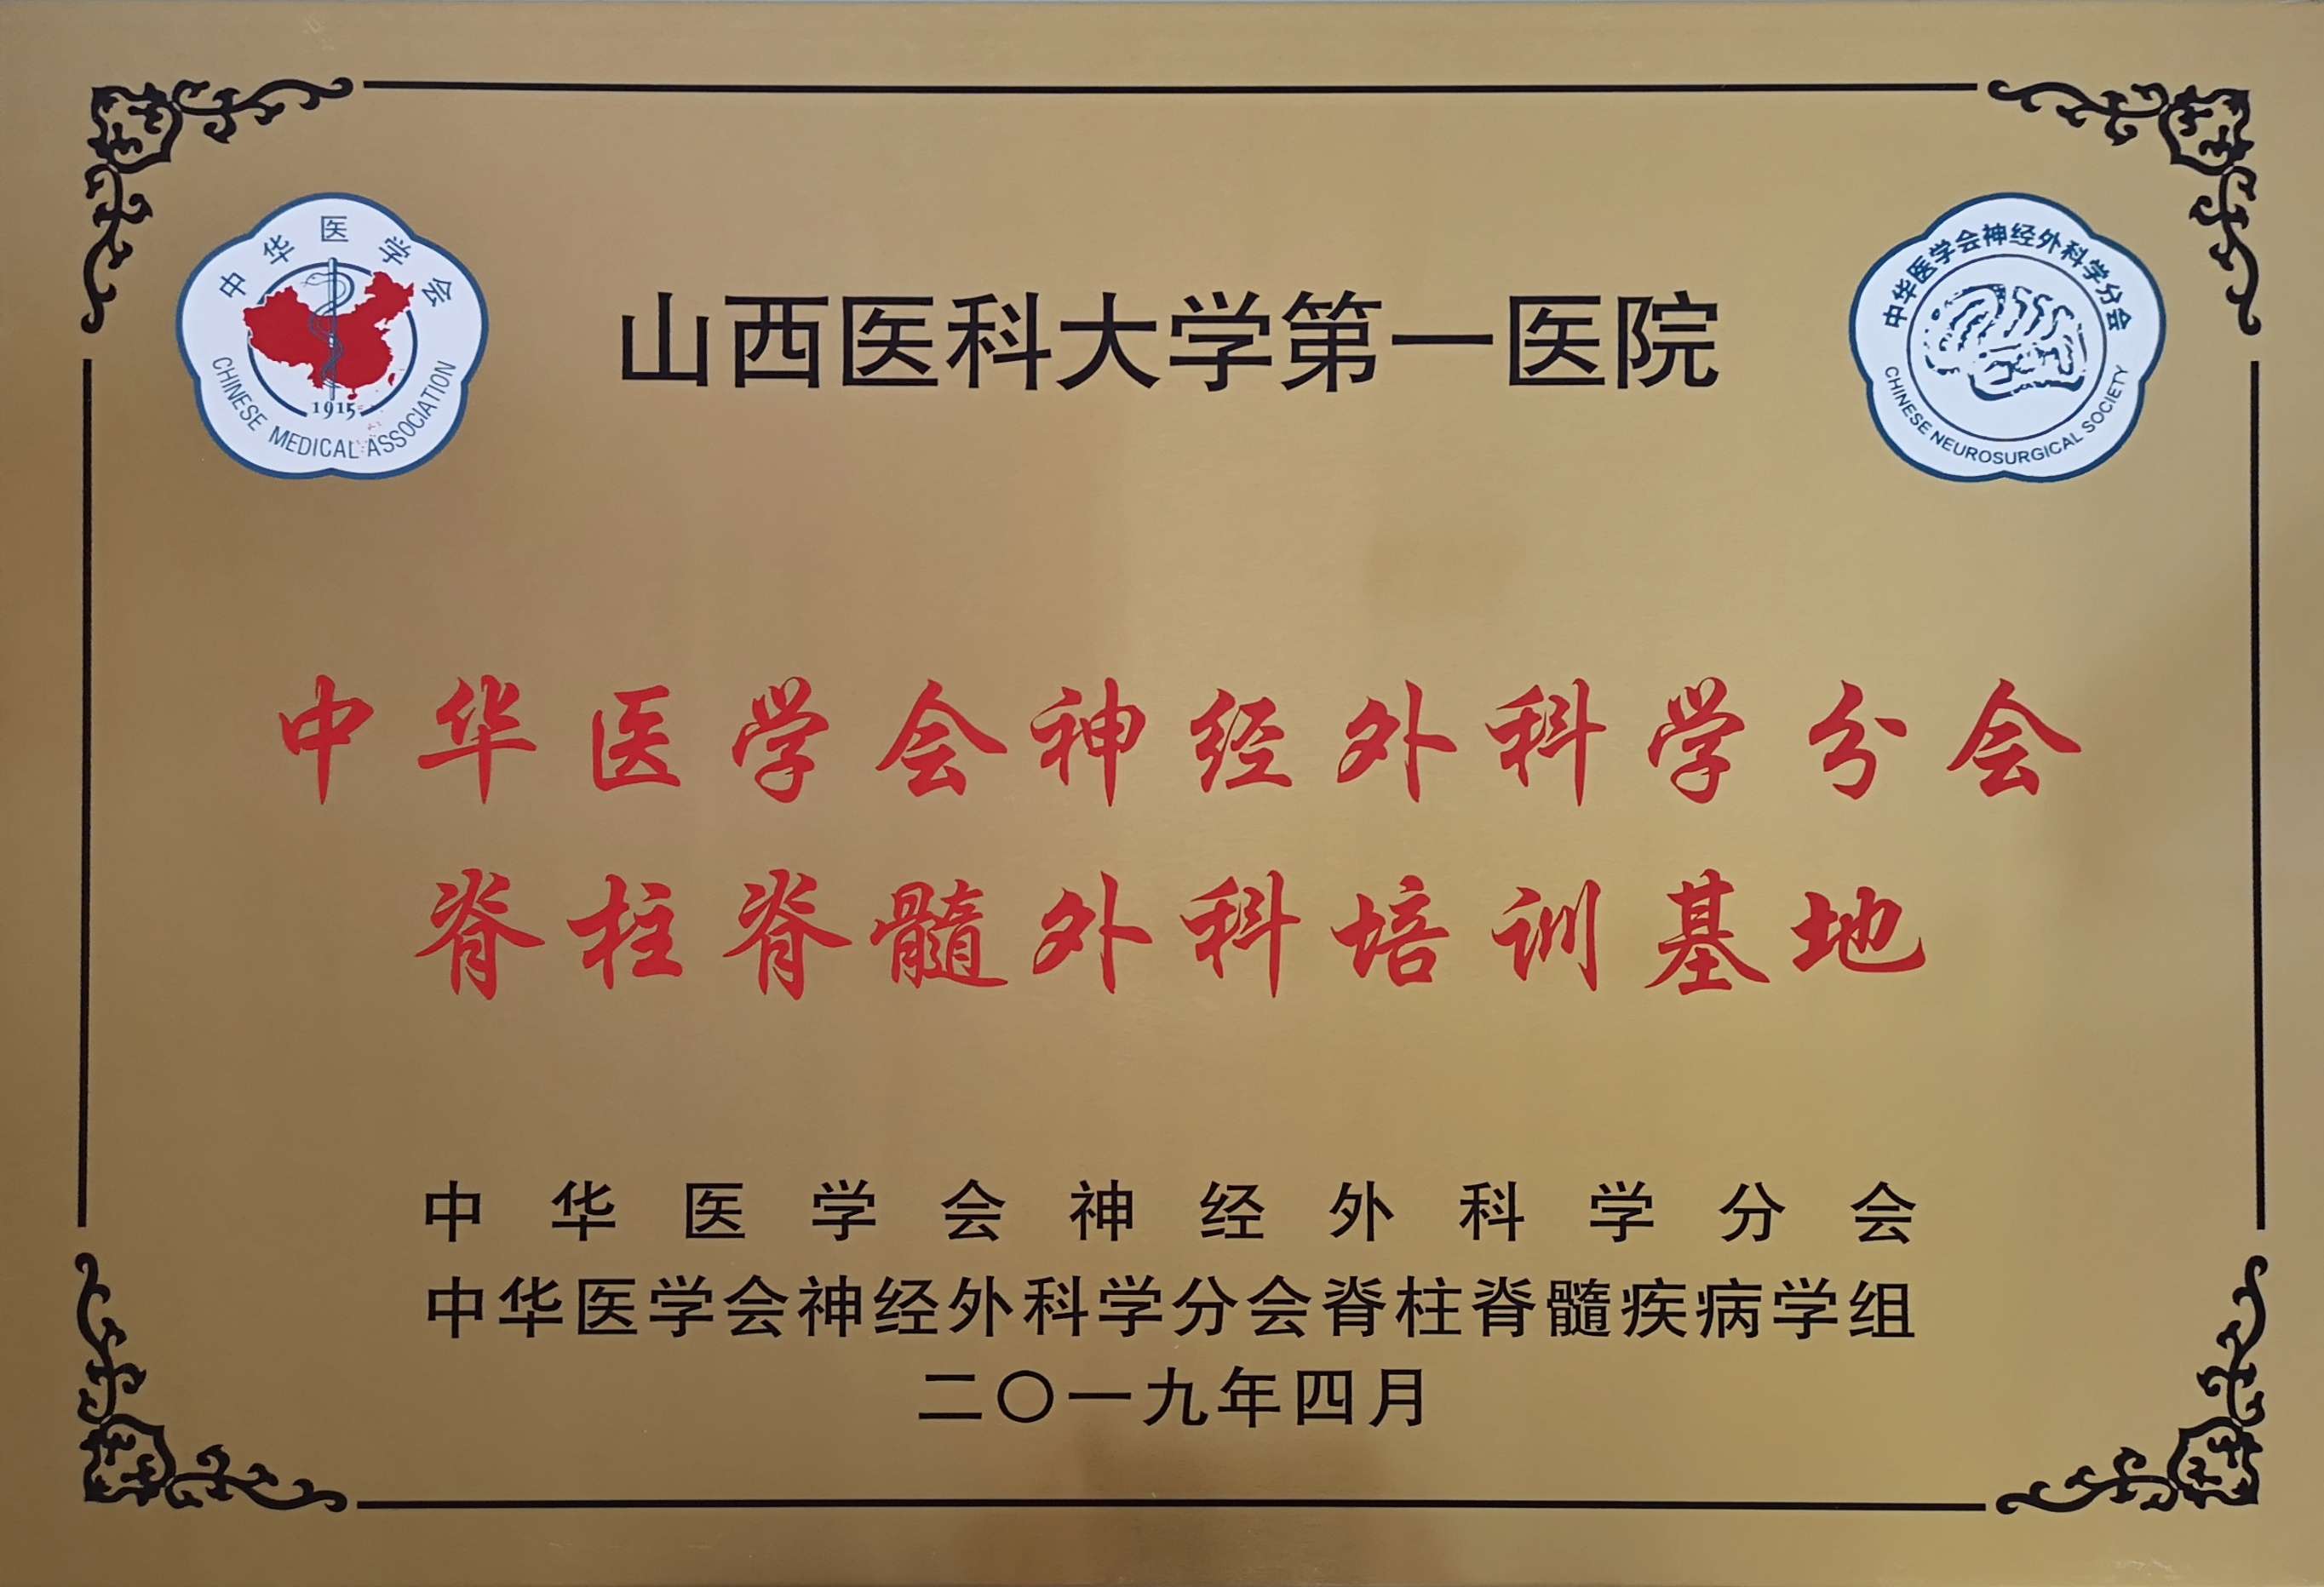 中华医学会
1915
CHINESE MEDICAL ASSOCIATION
中华医学会神经外科学分会
CHINESE NEUROSURGICAL SOCIETY
山西医科大学第一医院
中华医学会神经外科学分会
脊柱脊髓外科培训基地
中华医学会神经外科学分会
中华医学会神经外科学分会脊柱脊髓疾病学组
二〇一九年四月